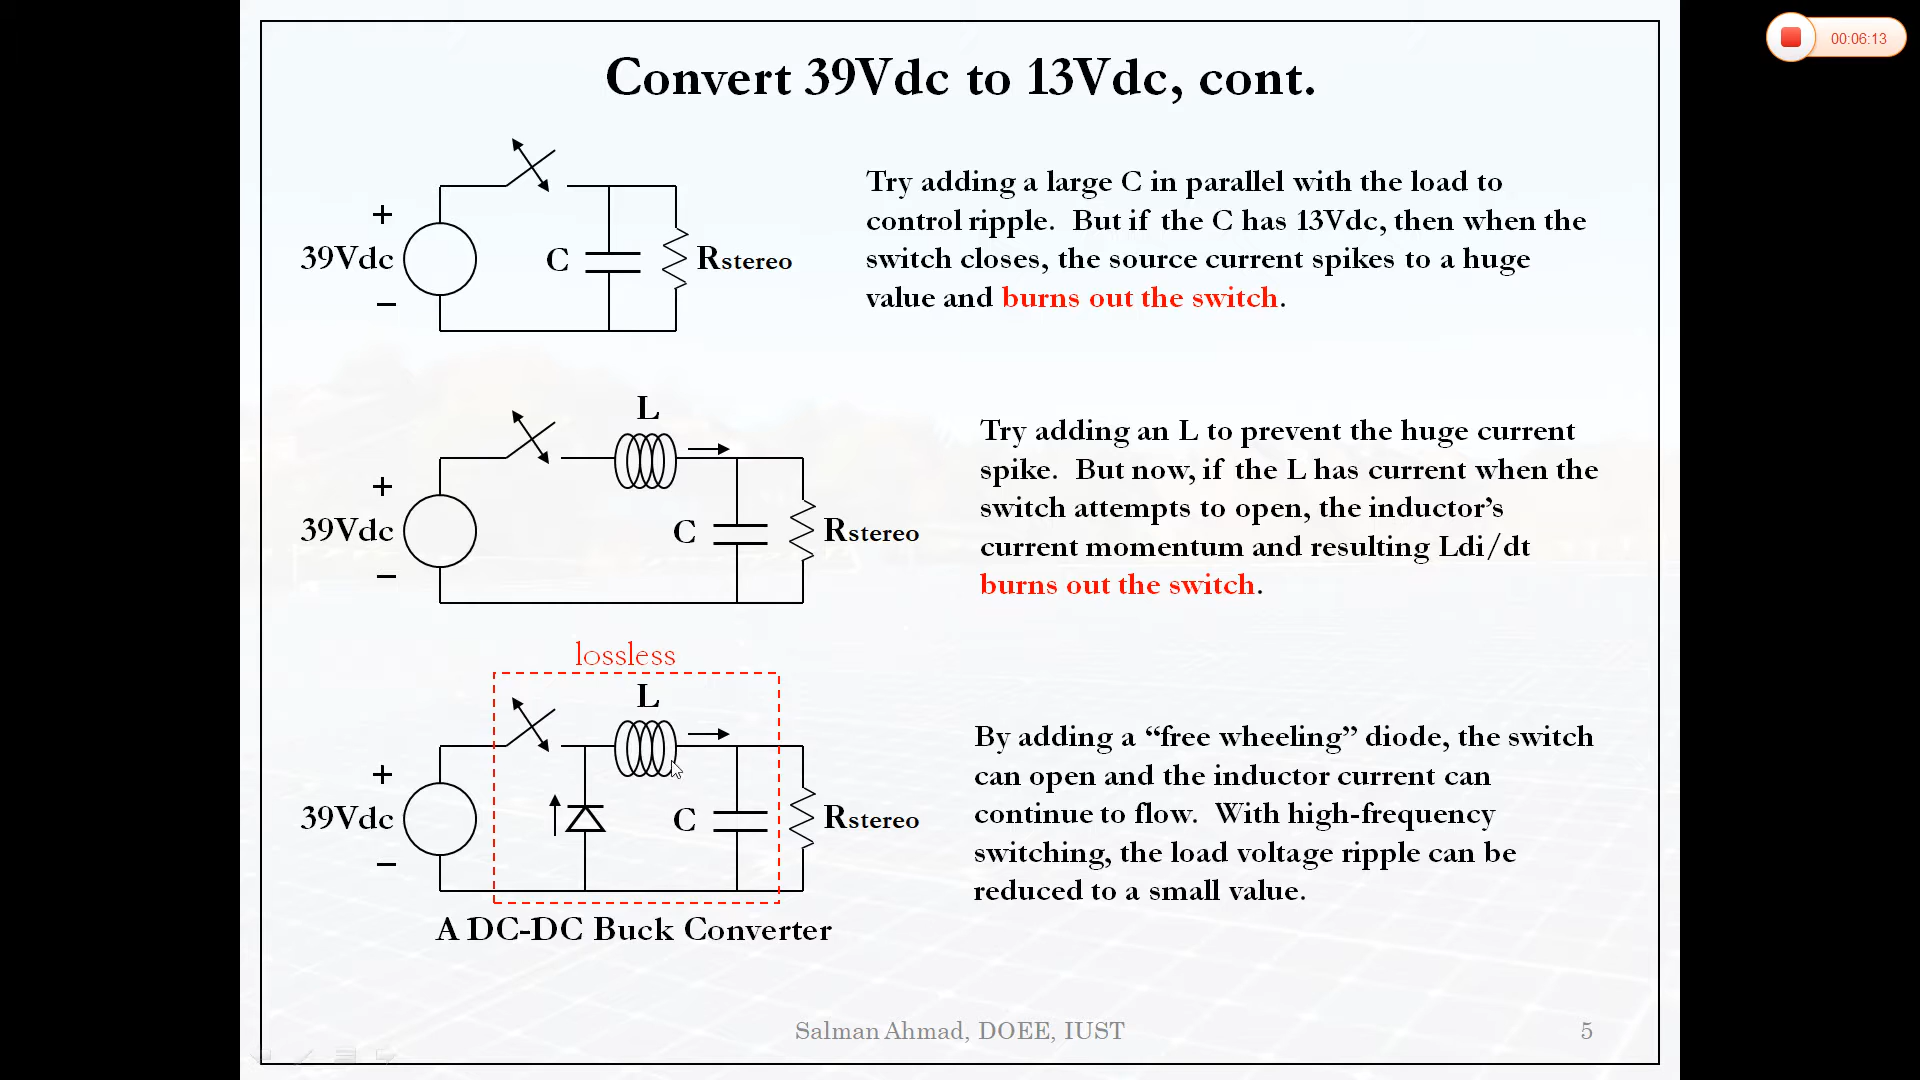 00:06:13
Convert 39Vdc to 13Vdc, cont.
+
39Vdc
−
C
Rstereo
Try adding a large C in parallel with the load to
control ripple. But if the C has 13Vdc, then when the
switch closes, the source current spikes to a huge
value and burns out the switch.
L
+
39Vdc
−
C
Rstereo
Try adding an L to prevent the huge current
spike. But now, if the L has current when the
switch attempts to open, the inductor’s
current momentum and resulting Ldi/dt
burns out the switch.
lossless
L
+
39Vdc
−
C
Rstereo
A DC-DC Buck Converter
By adding a “free wheeling” diode, the switch
can open and the inductor current can
continue to flow. With high-frequency
switching, the load voltage ripple can be
reduced to a small value.
Salman Ahmad, DOEE, IUST
5